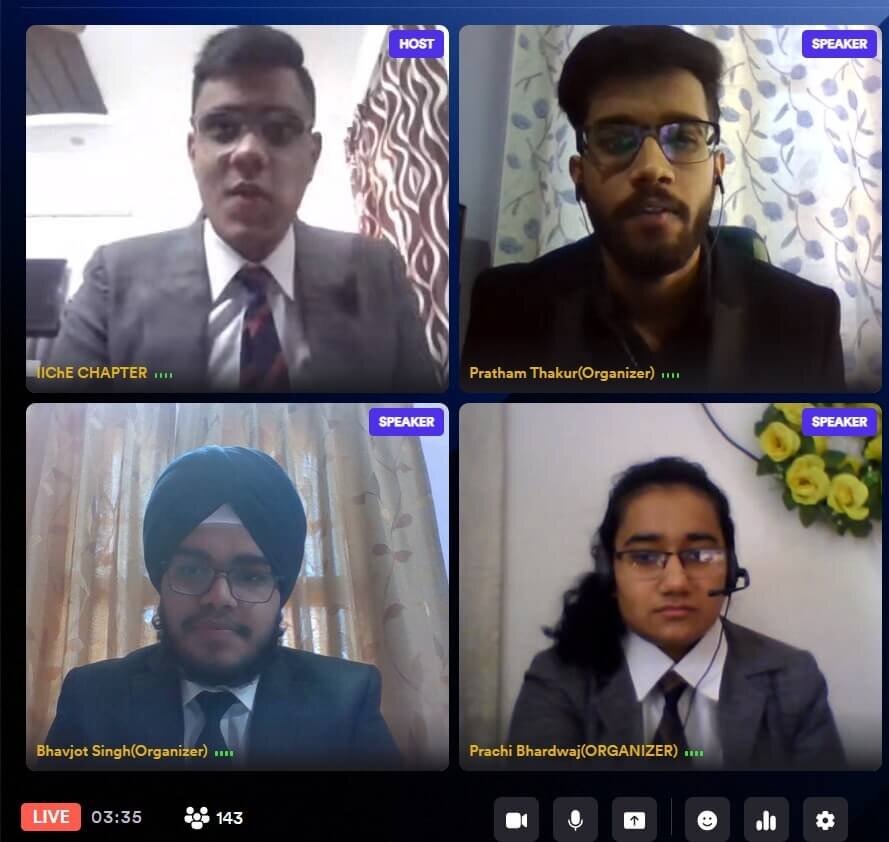 HOST
IIChE CHAPTER
SPEAKER
Pratham Thakur(Organizer)
SPEAKER
Bhavjot Singh(Organizer)
SPEAKER
Prachi Bhardwaj(ORGANIZER)
LIVE 03:35 143